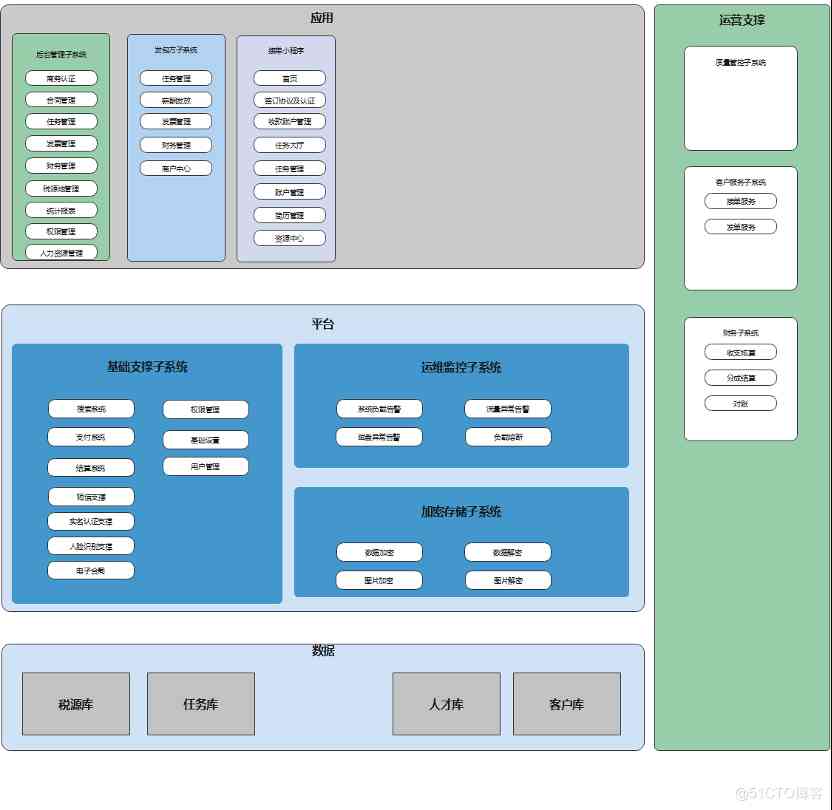 应用
后台管理子系统
商务认证
合同管理
任务管理
发票管理
财务管理
税源地管理
统计报表
权限管理
人力资源管理
发包方子系统
任务管理
薪酬发放
发票管理
财务管理
商户中心
接单小程序
首页
签订协议及认证
收款账户管理
任务大厅
任务管理
账户管理
简历管理
资源中心
运营支撑
质量管控子系统
客户服务子系统
接单服务
发单服务
财务子系统
收支核算
分成结算
对账
平台
基础支撑子系统
搜索系统
支付系统
结算系统
短信支撑
实名认证支撑
人脸识别支撑
电子合同
权限管理
基础设置
用户管理
运维监控子系统
系统负载告警
流量异常告警
磁盘异常告警
负载熔断
加密存储子系统
数据加密
数据解密
图片加密
图片解密
数据
税源库
任务库
人才库
客户库
@51CTO博客